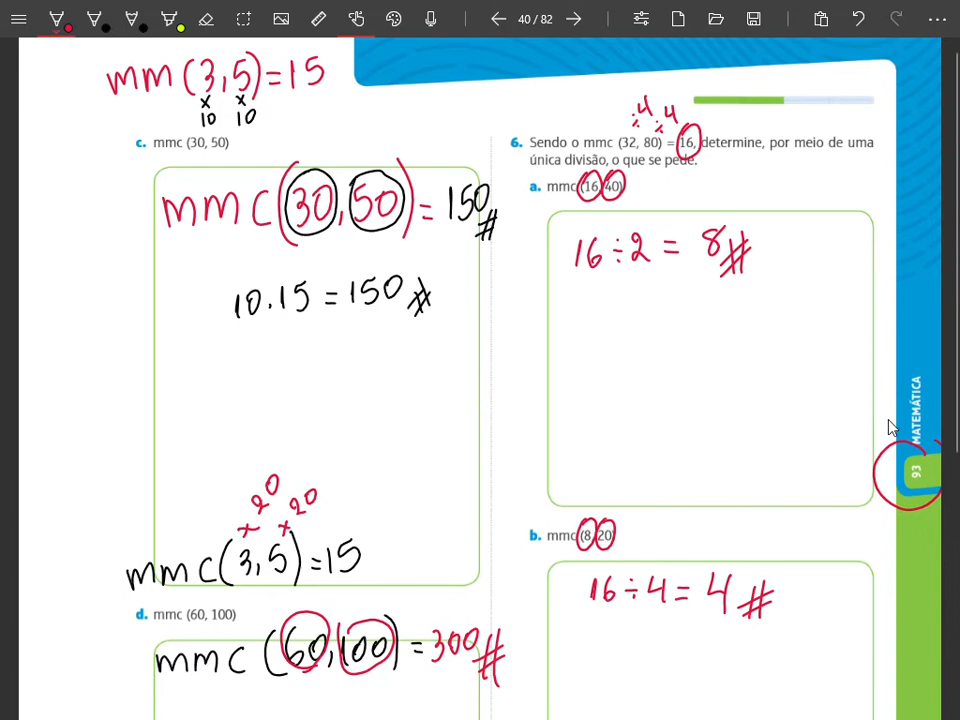 40 / 82
mm(3,5)=15
x x
10 10
c. mmc (30, 50)
mmc(30,50)=150#
10.15=150#
20 20
x x
mmc(3,5)=15
d. mmc (60, 100)
mmc (60,100)=300#
÷4 ÷4
6. Sendo o mmc (32, 80) = 16, determine, por meio de uma
única divisão, o que se pede.
a. mmc (16, 40)
16÷2 = 8#
b. mmc (8, 20)
16÷4 = 4#
MATEMÁTICA
93